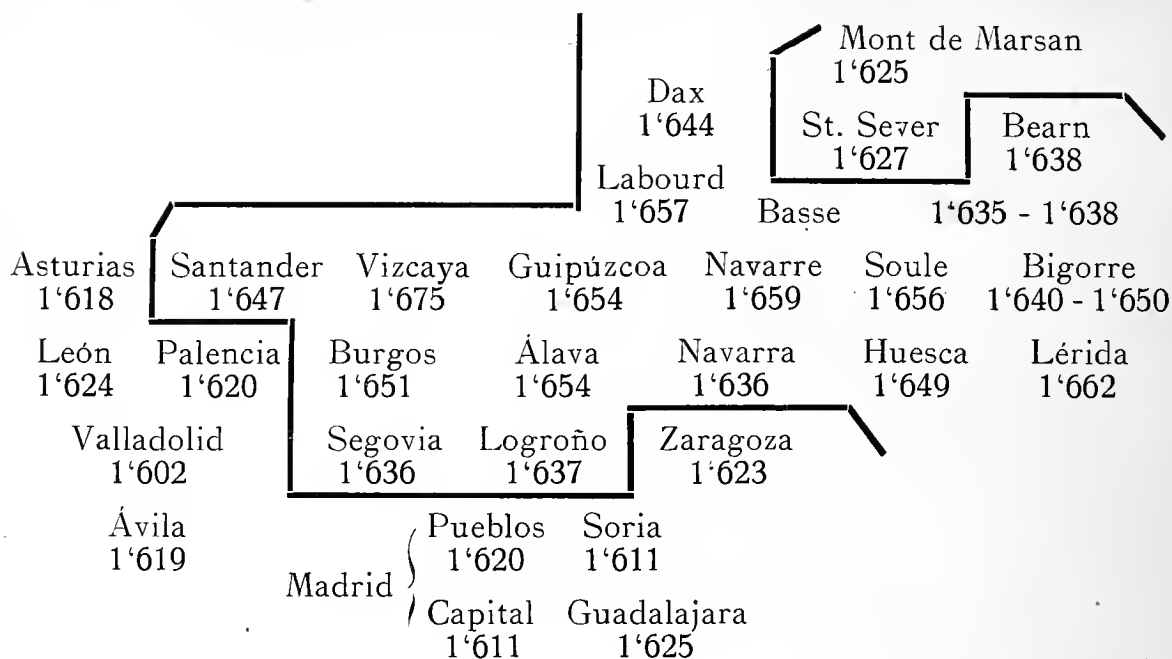 Mont de Marsan
1‘625
Dax
1‘644
St. Sever
1‘627
Bearn
1‘638
Labourd
1‘657
Basse
1‘635 - 1‘638
Asturias Santander Vizcaya Guipúzcoa Navarre Soule Bigorre
1‘618 1‘647 1‘675 1‘654 1‘659 1‘656 1‘640 - 1‘650
León Palencia Burgos Álava Navarra Huesca Lérida
1‘624 1‘620 1‘651 1‘654 1‘636 1‘649 1‘662
Valladolid Segovia Logroño Zaragoza
1‘602 1‘636 1‘637 1‘623
Ávila Pueblos Soria
1‘619 1‘620 1‘611
Madrid
Capital Guadalajara
1‘611 1‘625